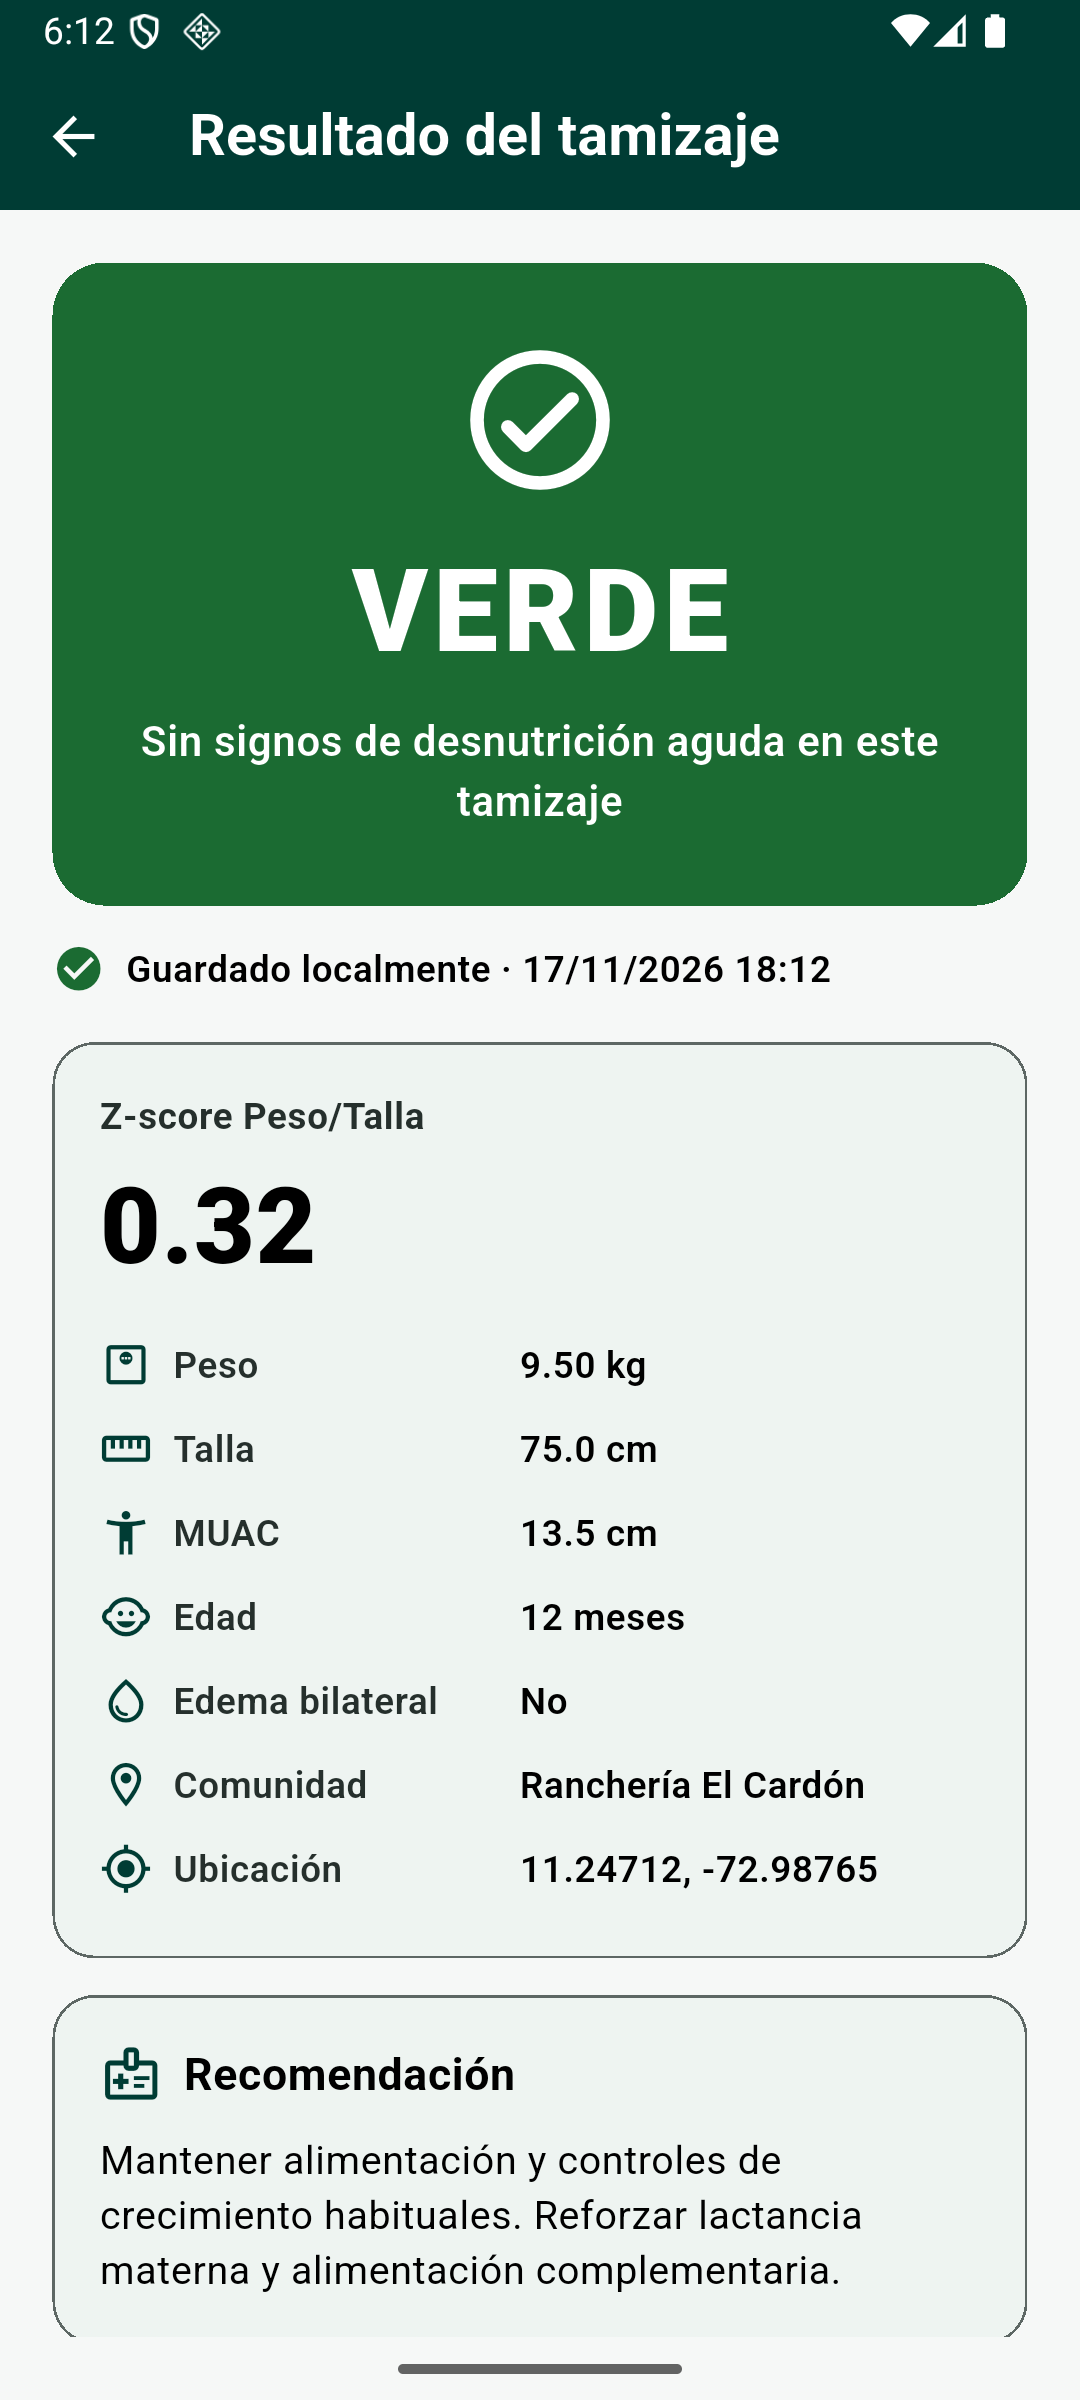 6:12
Resultado del tamizaje
VERDE
Sin signos de desnutrición aguda en este
tamizaje
Guardado localmente · 17/11/2026 18:12
Z-score Peso/Talla
0.32
Peso 9.50 kg
Talla 75.0 cm
MUAC 13.5 cm
Edad 12 meses
Edema bilateral No
Comunidad Ranchería El Cardón
Ubicación 11.24712, -72.98765
Recomendación
Mantener alimentación y controles de
crecimiento habituales. Reforzar lactancia
materna y alimentación complementaria.